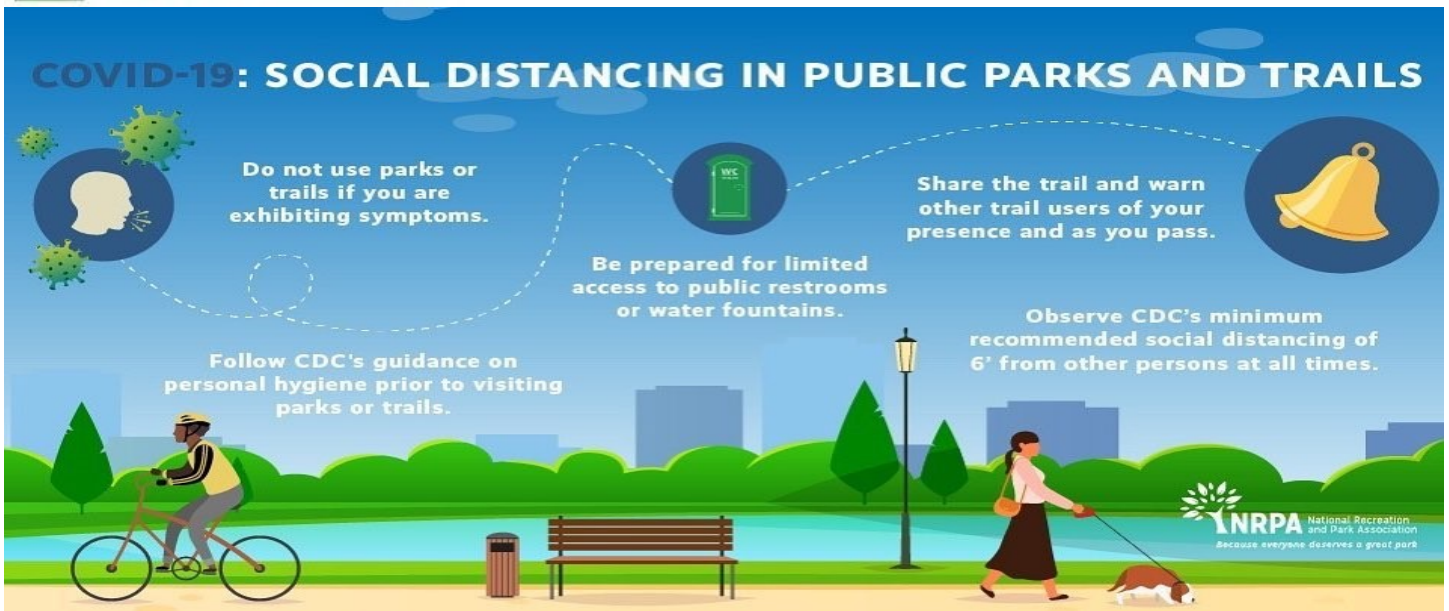 COVID-19: SOCIAL DISTANCING IN PUBLIC PARKS AND TRAILS
Do not use parks or
trails if you are
exhibiting symptoms.
Follow CDC's guidance on
personal hygiene prior to visiting
parks or trails.
WC
Be prepared for limited
access to public restrooms
or water fountains.
Share the trail and warn
other trail users of your
presence and as you pass.
Observe CDC's minimum
recommended social distancing of
6' from other persons at all times.
NRPA National Recreation
and Park Association
Because everyone deserves a great park